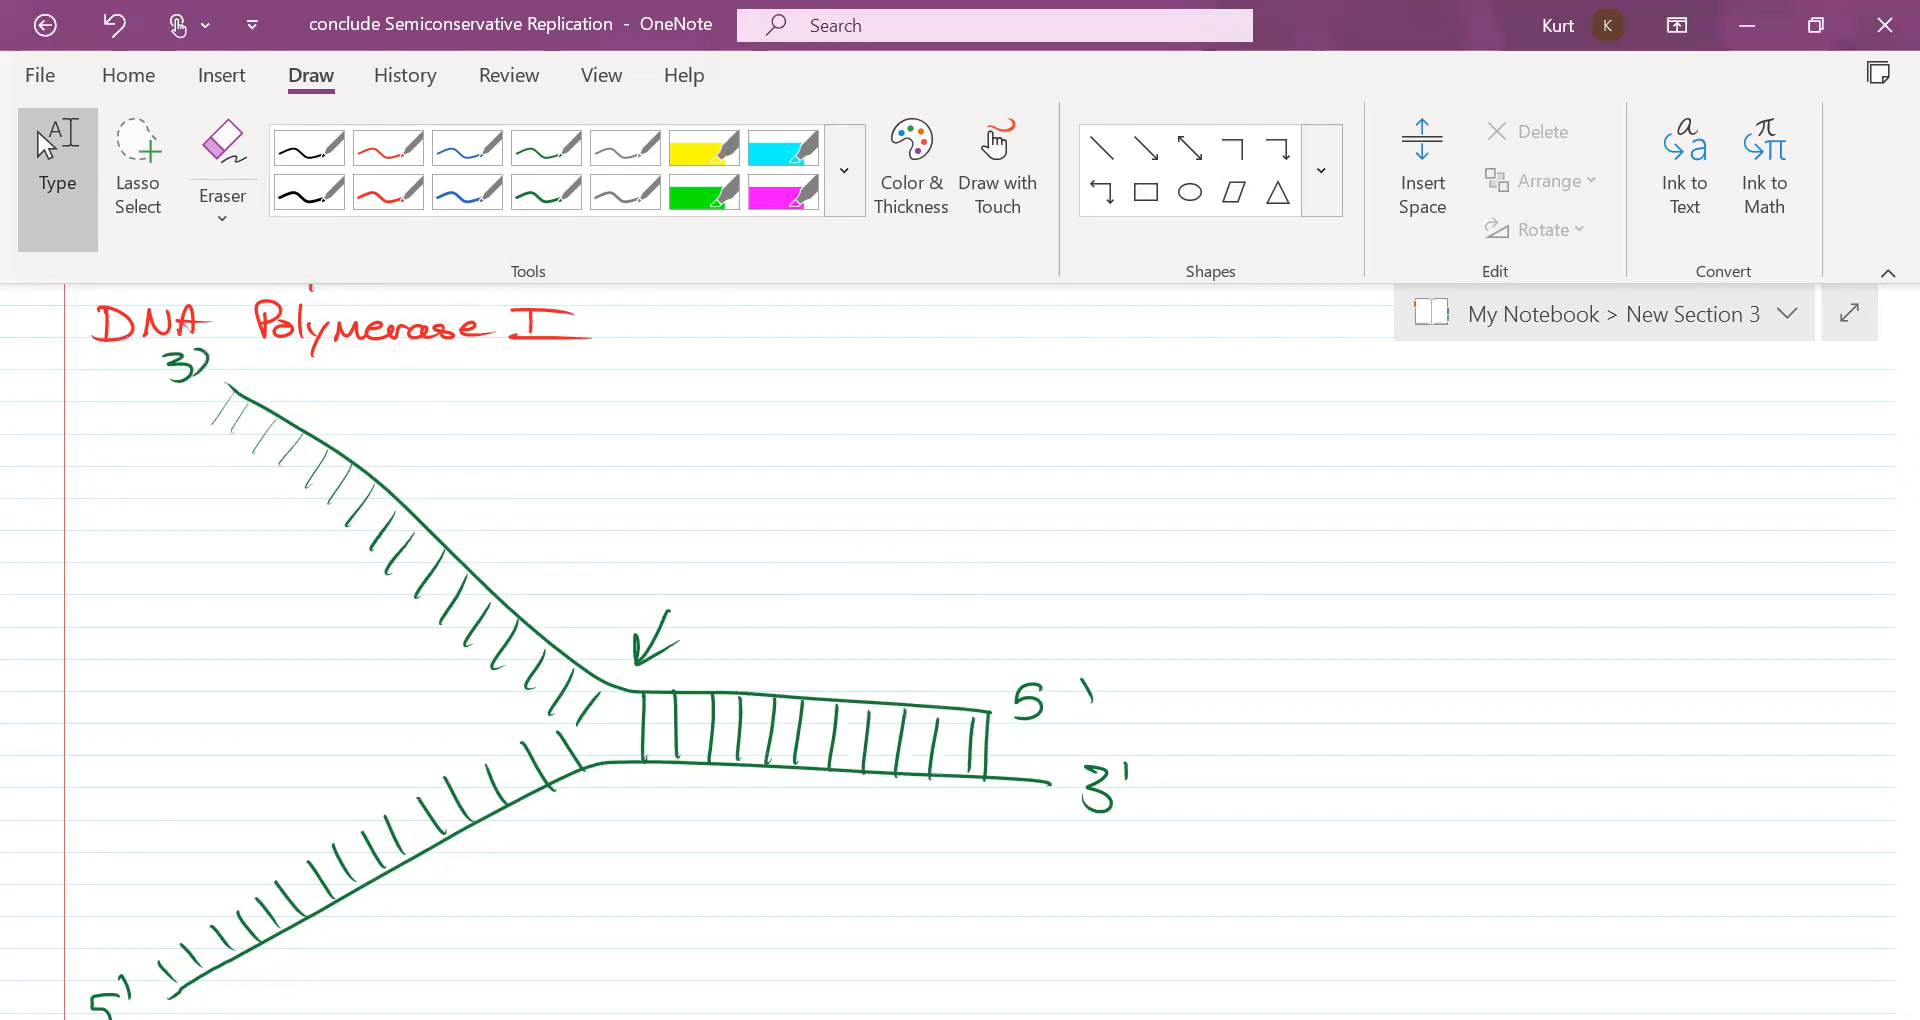 conclude Semiconservative Replication - OneNote
Search
Kurt K
File Home Insert Draw History Review View Help
Type
Lasso Select
Eraser
Color & Thickness
Draw with Touch
Insert Space
Delete
Arrange
Rotate
Ink to Text
Ink to Math
Tools Shapes Edit Convert
My Notebook > New Section 3
DNA Polymerase I
3'
5'
3'
5'